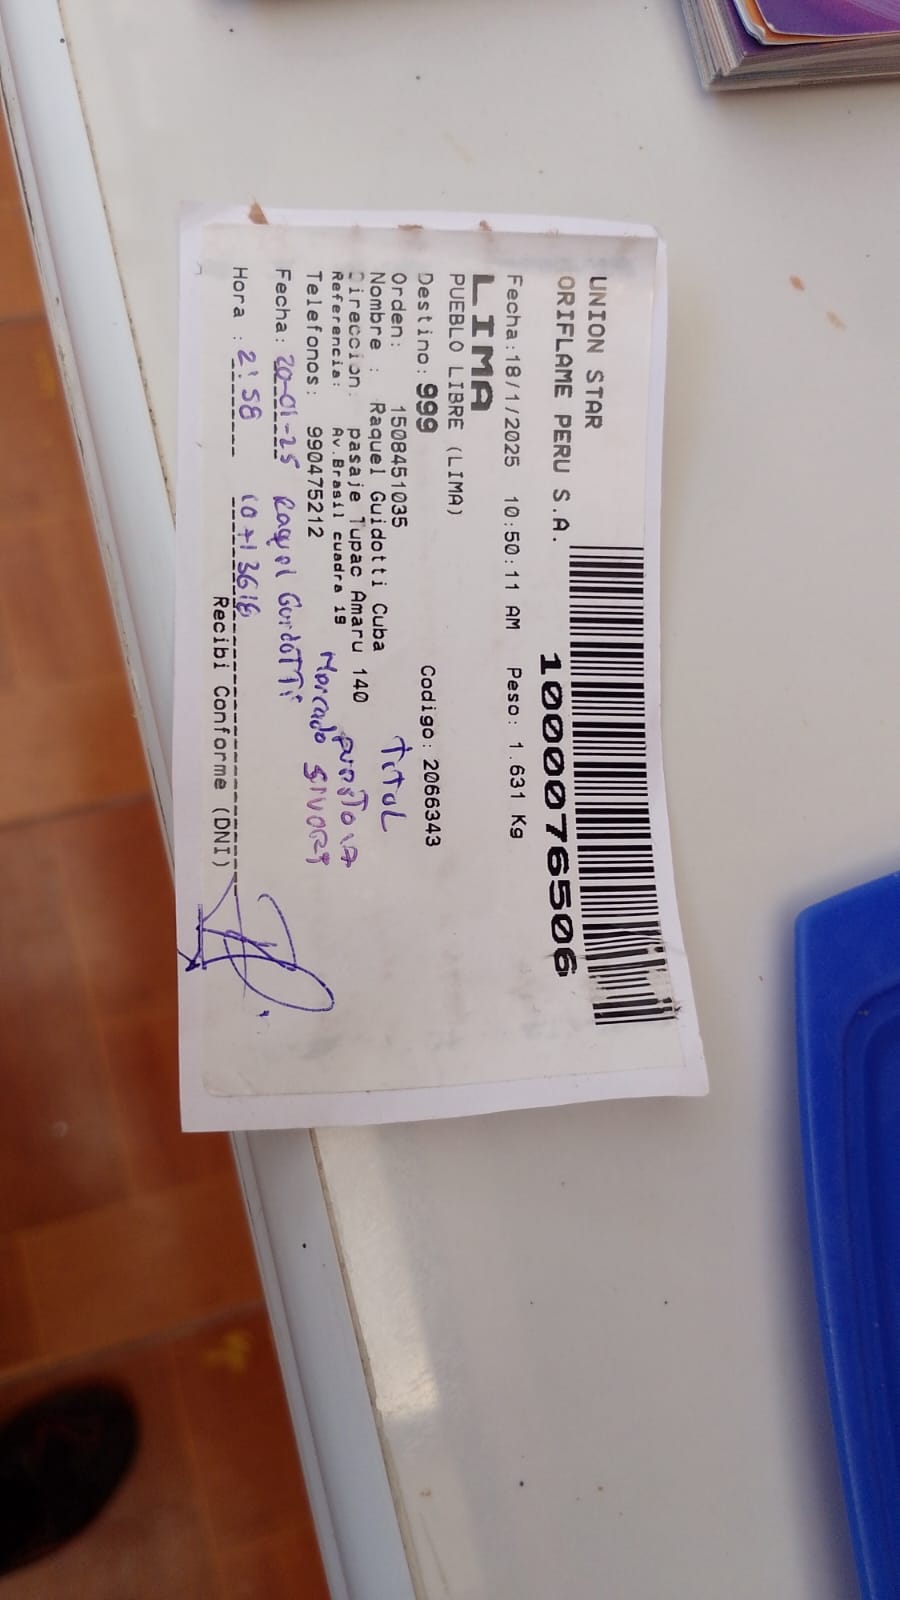 UNION STAR
ORIFLAME PERU S.A.
1000076506
Fecha:18/1/2025 10:50:11 AM Peso: 1.631 Kg
LIMA
PUEBLO LIBRE (LIMA)
Destino: 999 Codigo: 2066343
Orden: 1508451035
Nombre : Raquel Guidotti Cuba
Direccion: pasaje Tupac Amaru 140
Referencia: Av.Brasil cuadra 19
Telefonos: 990475212
Mercado
Fecha: 20-01-25 Raquel Guidotti
Hora : 2:58
Recibi Conforme (DNI)